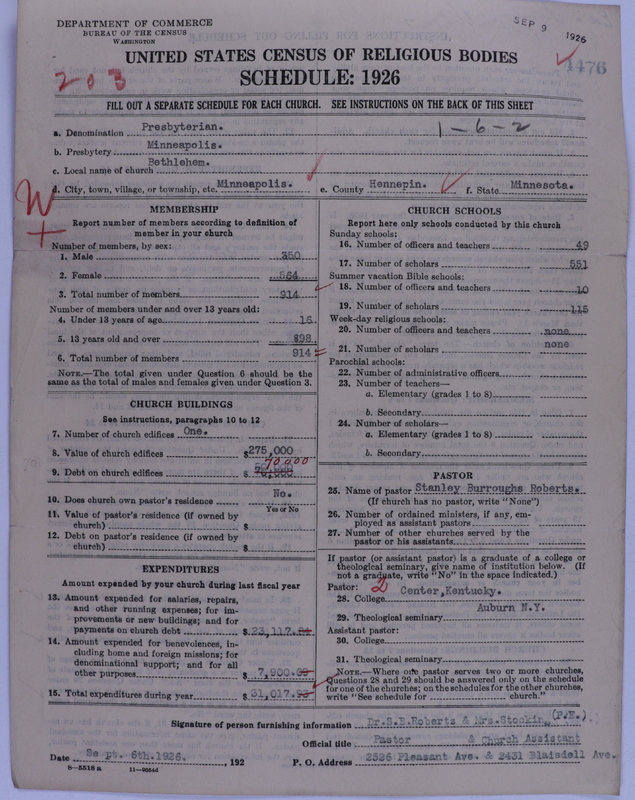 DEPARTMENT OF COMMERCE
BUREAU OF THE CENSUS
WASHINGTON
SEP 9 1926
UNITED STATES CENSUS OF RELIGIOUS BODIES
SCHEDULE: 1926
203
1476
FILL OUT A SEPARATE SCHEDULE FOR EACH CHURCH. SEE INSTRUCTIONS ON THE BACK OF THIS SHEET
a. Denomination Presbyterian. 1-6-2
b. Presbytery Minneapolis.
c. Local name of church Bethlehem.
d. City, town, village, or township, etc. Minneapolis. e. County Hennepin. f. State Minnesota.
W
MEMBERSHIP
Report number of members according to definition of
member in your church
Number of members, by sex:
1. Male 350
2. Female 564
3. Total number of members 914
Number of members under and over 13 years old:
4. Under 13 years of age 16
5. 13 years old and over 898
6. Total number of members 914
NOTE.—The total given under Question 6 should be the
same as the total of males and females given under Question 3.
CHURCH BUILDINGS
See instructions, paragraphs 10 to 12
7. Number of church edifices One.
8. Value of church edifices $275,000
70000
9. Debt on church edifices $
10. Does church own pastor's residence No.
Yes or No
11. Value of pastor's residence (if owned by
church) $
12. Debt on pastor's residence (if owned by
church) $
EXPENDITURES
Amount expended by your church during last fiscal year
13. Amount expended for salaries, repairs,
and other running expenses; for im-
provements or new buildings; and for
payments on church debt $ 23,117.
14. Amount expended for benevolences, in-
cluding home and foreign missions; for
denominational support; and for all
other purposes $ 7,900.
15. Total expenditures during year $ 31,017.
CHURCH SCHOOLS
Report here only schools conducted by this church
Sunday schools:
16. Number of officers and teachers 49
17. Number of scholars 551
Summer vacation Bible schools:
18. Number of officers and teachers 10
19. Number of scholars 115
Week-day religious schools:
20. Number of officers and teachers none
21. Number of scholars none
Parochial schools:
22. Number of administrative officers
23. Number of teachers—
a. Elementary (grades 1 to 8)
b. Secondary
24. Number of scholars—
a. Elementary (grades 1 to 8)
b. Secondary
PASTOR
25. Name of pastor Stanley Burroughs Roberts.
(If church has no pastor, write "None")
26. Number of ordained ministers, if any, em-
ployed as assistant pastors
27. Number of other churches served by the
pastor or his assistants
If pastor (or assistant pastor) is a graduate of a college or
theological seminary, give name of institution below. (If
not a graduate, write "No" in the space indicated.)
Pastor: 2
28. College Center, Kentucky.
Auburn N.Y.
29. Theological seminary
Assistant pastor:
30. College
31. Theological seminary
NOTE.—Where one pastor serves two or more churches,
Questions 28 and 29 should be answered only on the schedule
for one of the churches; on the schedules for the other churches,
write "See schedule for church."
Signature of person furnishing information Dr.S.B.Roberts & Mrs.Stocking (P.E.)
Official title Pastor & Church Assistant
Date Sept. 6th.1926. 192 P. O. Address 2536 Pleasant Ave. & 2431 Blaisdell Ave.
8—5518 a 11—9054d